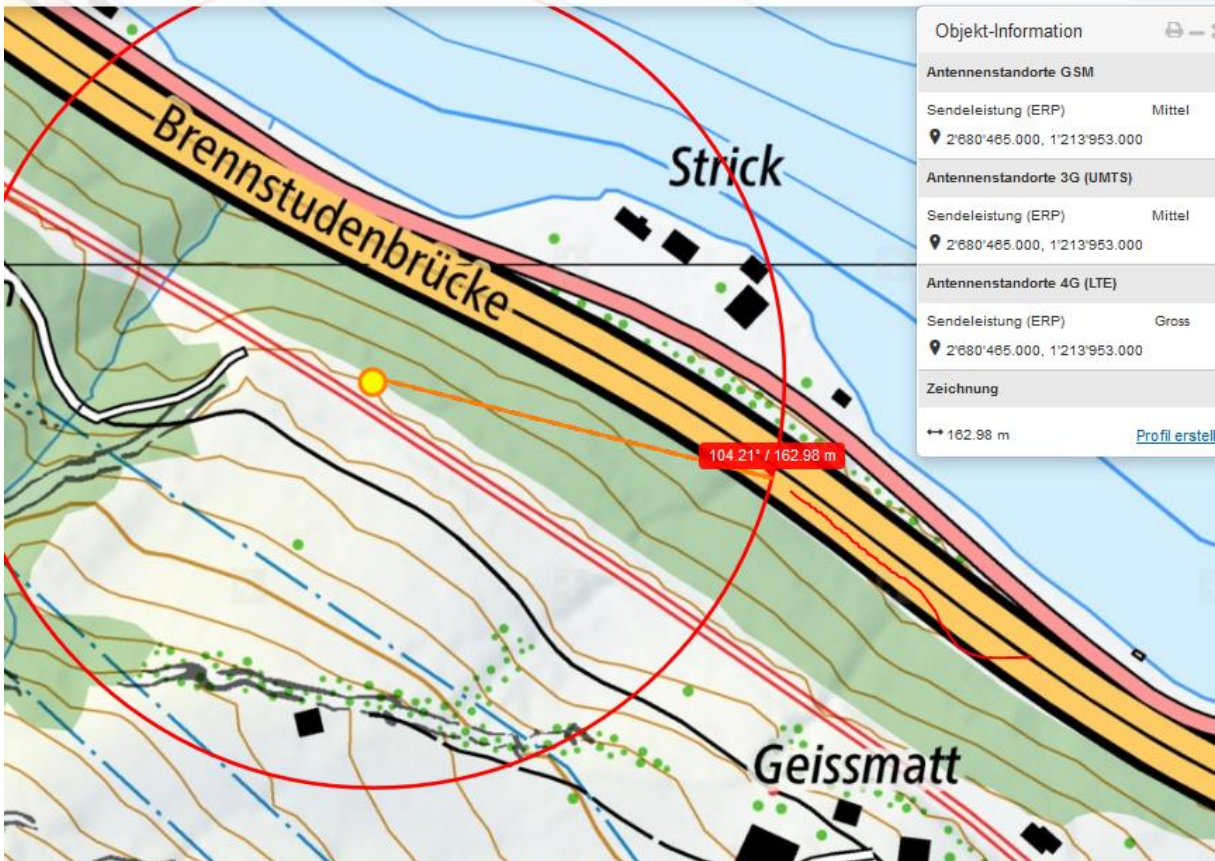 Objekt-Information
Antennenstandorte GSM
Sendeleistung (ERP) Mittel
2'680'465.000, 1'213'953.000
Antennenstandorte 3G (UMTS)
Sendeleistung (ERP) Mittel
2'680'465.000, 1'213'953.000
Antennenstandorte 4G (LTE)
Sendeleistung (ERP) Gross
2'680'465.000, 1'213'953.000
Zeichnung
162.98 m Profil erstell
Brennstudenbrücke
Strick
104.21° / 162.98 m
Geissmatt